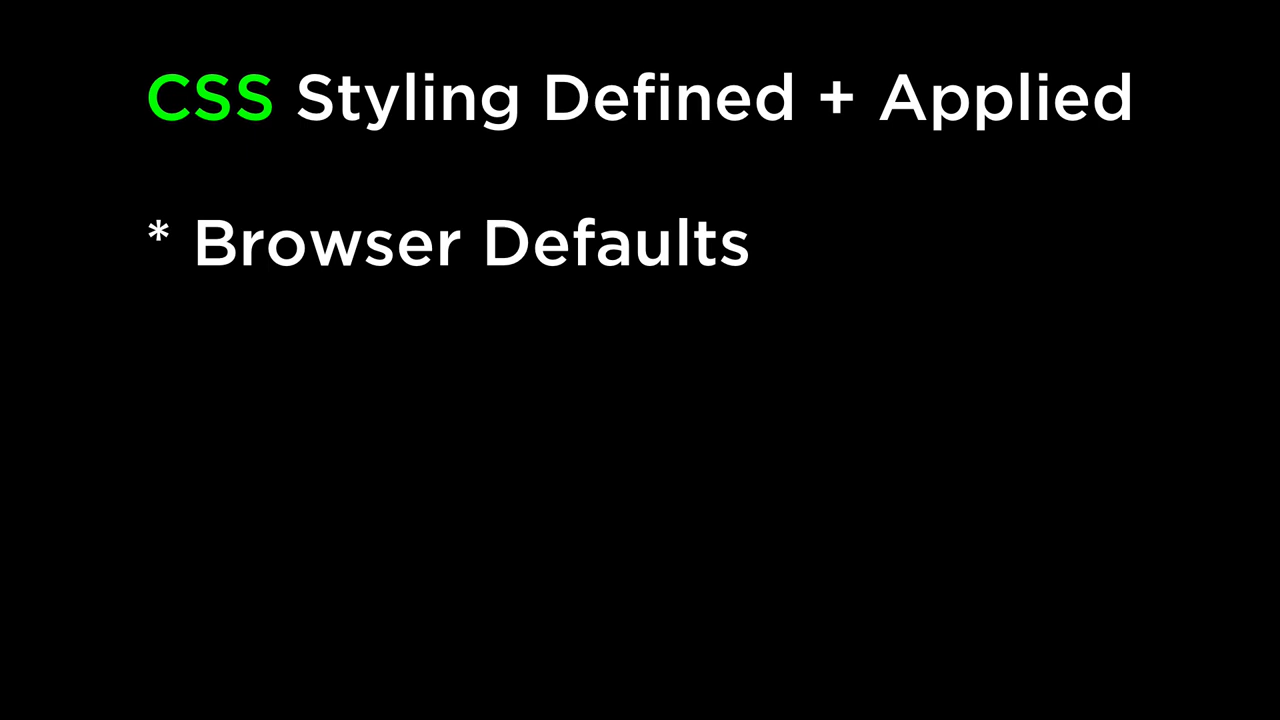 CSS Styling Defined + Applied
* Browser Defaults